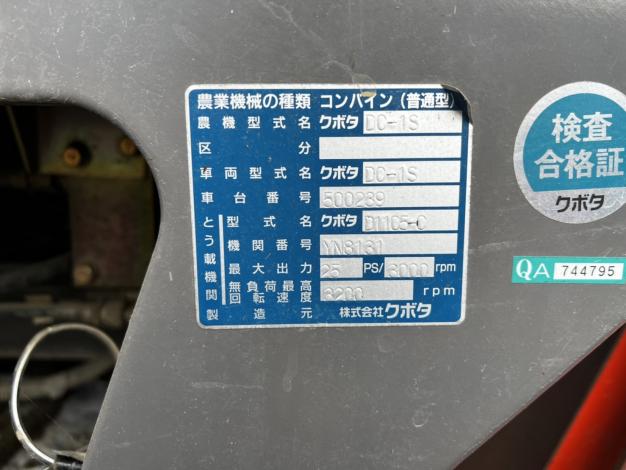 農業機械の種類 コンバイン(普通型)
農機型式名 クボタ DC-1S
区分
車両型式名 クボタ DC-1S
車台番号 500289
とう載機関
型式名 クボタ D1105-C
機関番号 YN8131
最大出力 25 PS/3000rpm
無負荷最高回転速度 3200 rpm
製造元 株式会社クボタ
検査
合格証
クボタ
QA 744795